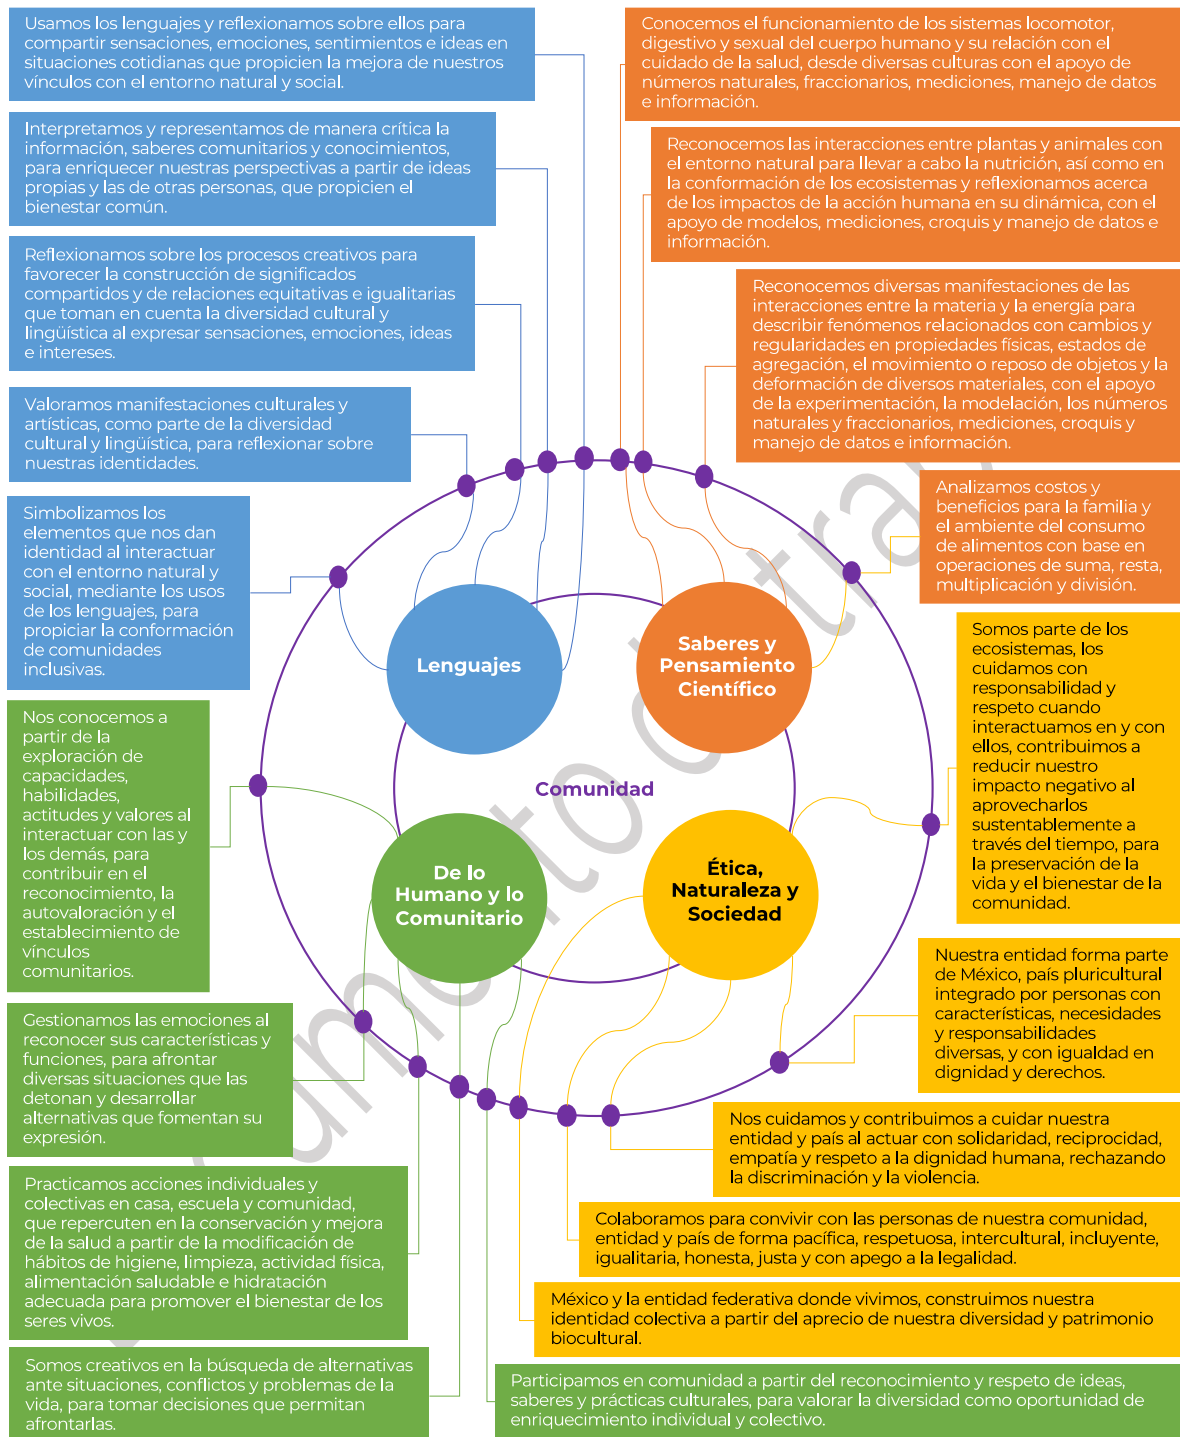 Usamos los lenguajes y reflexionamos sobre ellos para
compartir sensaciones, emociones, sentimientos e ideas en
situaciones cotidianas que propicien la mejora de nuestros
vínculos con el entorno natural y social.
Interpretamos y representamos de manera crítica la
información, saberes comunitarios y conocimientos,
para enriquecer nuestras perspectivas a partir de ideas
propias y las de otras personas, que propicien el
bienestar común.
Reflexionamos sobre los procesos creativos para
favorecer la construcción de significados
compartidos y de relaciones equitativas e igualitarias
que toman en cuenta la diversidad cultural y
lingüística al expresar sensaciones, emociones, ideas
e intereses.
Valoramos manifestaciones culturales y
artísticas, como parte de la diversidad
cultural y lingüística, para reflexionar sobre
nuestras identidades.
Simbolizamos los
elementos que nos dan
identidad al interactuar
con el entorno natural y
social, mediante los usos
de los lenguajes, para
propiciar la conformación
de comunidades
inclusivas.
Conocemos el funcionamiento de los sistemas locomotor,
digestivo y sexual del cuerpo humano y su relación con el
cuidado de la salud, desde diversas culturas con el apoyo de
números naturales, fraccionarios, mediciones, manejo de datos
e información.
Reconocemos las interacciones entre plantas y animales con
el entorno natural para llevar a cabo la nutrición, así como en
la conformación de los ecosistemas y reflexionamos acerca
de los impactos de la acción humana en su dinámica, con el
apoyo de modelos, mediciones, croquis y manejo de datos e
información.
Reconocemos diversas manifestaciones de las
interacciones entre la materia y la energía para
describir fenómenos relacionados con cambios y
regularidades en propiedades físicas, estados de
agregación, el movimiento o reposo de objetos y la
deformación de diversos materiales, con el apoyo
de la experimentación, la modelación, los números
naturales y fraccionarios, mediciones, croquis y
manejo de datos e información.
Analizamos costos y
beneficios para la familia y
el ambiente del consumo
de alimentos con base en
operaciones de suma, resta,
multiplicación y división.
Lenguajes
Saberes y
Pensamiento
Científico
Comunidad
De lo
Humano y lo
Comunitario
Ética,
Naturaleza y
Sociedad
Nos conocemos a
partir de la
exploración de
capacidades,
habilidades,
actitudes y valores al
interactuar con las y
los demás, para
contribuir en el
reconocimiento, la
autovaloración y el
establecimiento de
vínculos
comunitarios.
Gestionamos las emociones al
reconocer sus características y
funciones, para afrontar
diversas situaciones que las
detonan y desarrollar
alternativas que fomentan su
expresión.
Practicamos acciones individuales y
colectivas en casa, escuela y comunidad,
que repercuten en la conservación y mejora
de la salud a partir de la modificación de
hábitos de higiene, limpieza, actividad física,
alimentación saludable e hidratación
adecuada para promover el bienestar de los
seres vivos.
Somos creativos en la búsqueda de alternativas
ante situaciones, conflictos y problemas de la
vida, para tomar decisiones que permitan
afrontarlas.
Somos parte de los
ecosistemas, los
cuidamos con
responsabilidad y
respeto cuando
interactuamos en y con
ellos, contribuimos a
reducir nuestro
impacto negativo al
aprovecharlos
sustentablemente a
través del tiempo, para
la preservación de la
vida y el bienestar de la
comunidad.
Nuestra entidad forma parte
de México, país pluricultural
integrado por personas con
características, necesidades
y responsabilidades
diversas, y con igualdad en
dignidad y derechos.
Nos cuidamos y contribuimos a cuidar nuestra
entidad y país al actuar con solidaridad, reciprocidad,
empatía y respeto a la dignidad humana, rechazando
la discriminación y la violencia.
Colaboramos para convivir con las personas de nuestra comunidad,
entidad y país de forma pacífica, respetuosa, intercultural, incluyente,
igualitaria, honesta, justa y con apego a la legalidad.
México y la entidad federativa donde vivimos, construimos nuestra
identidad colectiva a partir del aprecio de nuestra diversidad y patrimonio
biocultural.
Participamos en comunidad a partir del reconocimiento y respeto de ideas,
saberes y prácticas culturales, para valorar la diversidad como oportunidad de
enriquecimiento individual y colectivo.